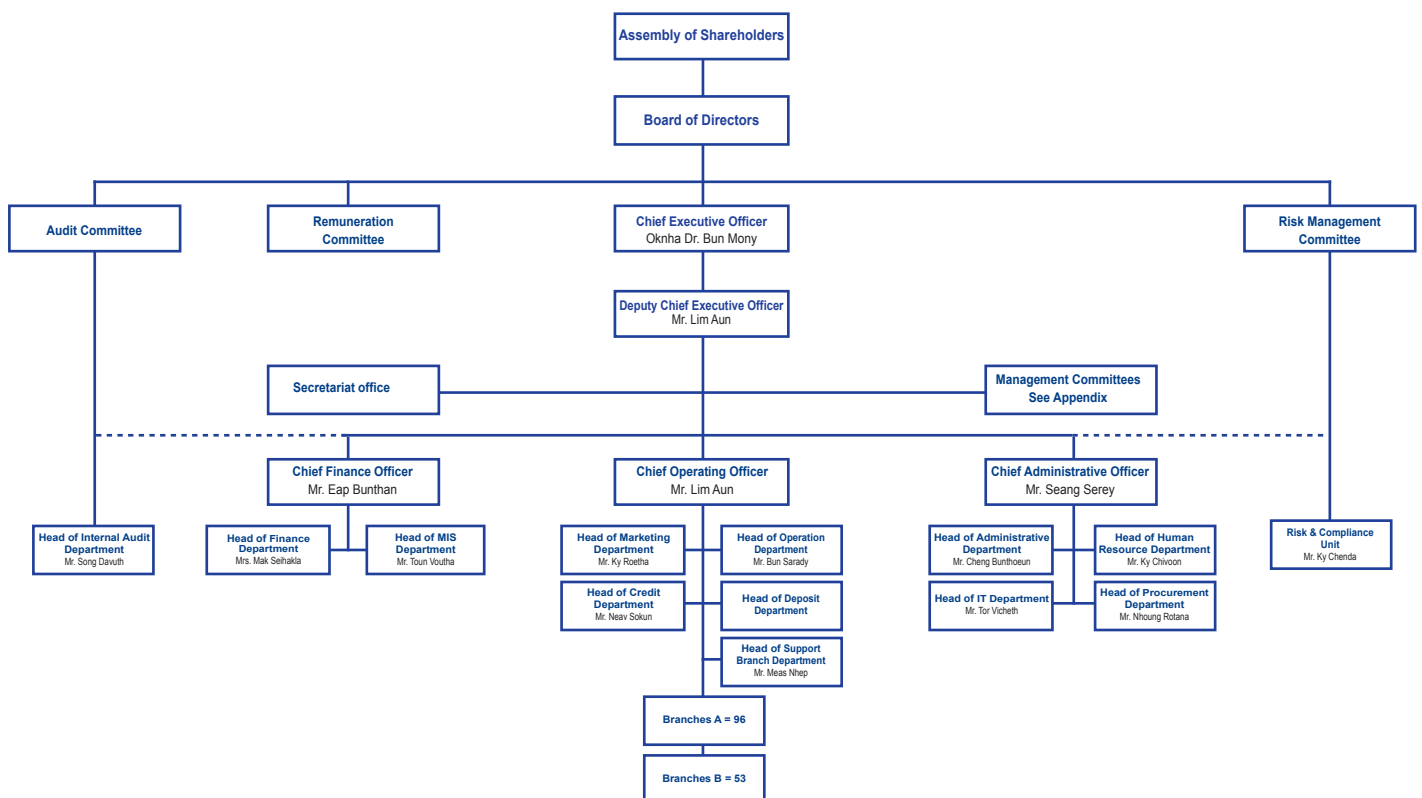 Assembly of Shareholders
Board of Directors
Audit Committee
Remuneration
Committee
Chief Executive Officer
Oknha Dr. Bun Mony
Risk Management
Committee
Deputy Chief Executive Officer
Mr. Lim Aun
Secretariat office
Management Committees
See Appendix
Chief Finance Officer
Mr. Eap Bunthan
Chief Operating Officer
Mr. Lim Aun
Chief Administrative Officer
Mr. Seang Serey
Head of Internal Audit
Department
Mr. Song Davuth
Head of Finance
Department
Mrs. Mak Seihakla
Head of MIS
Department
Mr. Toun Voutha
Head of Marketing
Department
Mr. Ky Roetha
Head of Operation
Department
Mr. Bun Sarady
Head of Administrative
Department
Mr. Cheng Bunthoeun
Head of Human
Resource Department
Mr. Ky Chivoon
Risk & Compliance
Unit
Mr. Ky Chenda
Head of Credit
Department
Mr. Neav Sokun
Head of Deposit
Department
Head of IT Department
Mr. Tor Vicheth
Head of Procurement
Department
Mr. Nhoung Rotana
Head of Support
Branch Department
Mr. Meas Nhep
Branches A = 96
Branches B = 53